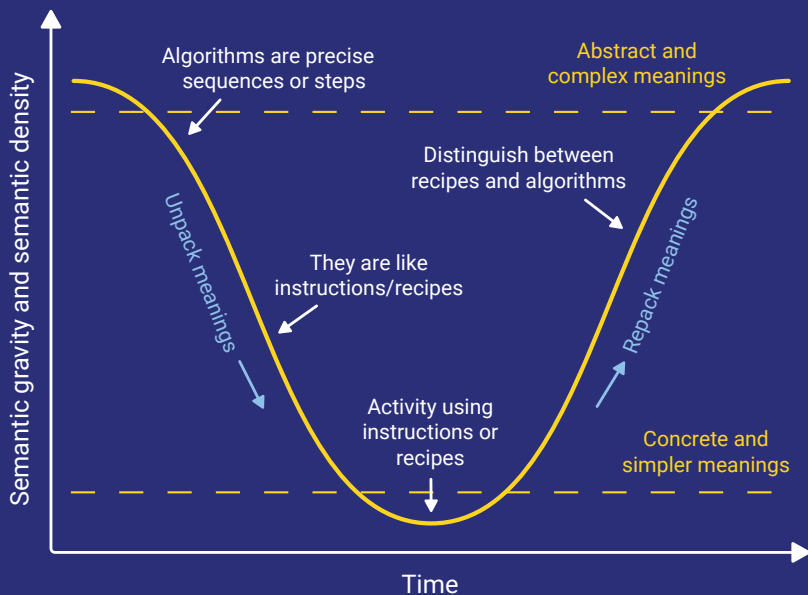 Semantic gravity and semantic density
Algorithms are precise
sequences or steps
Abstract and
complex meanings
Distinguish between
recipes and algorithms
Unpack meanings
They are like
instructions/recipes
Repack meanings
Activity using
instructions or
recipes
Concrete and
simpler meanings
Time